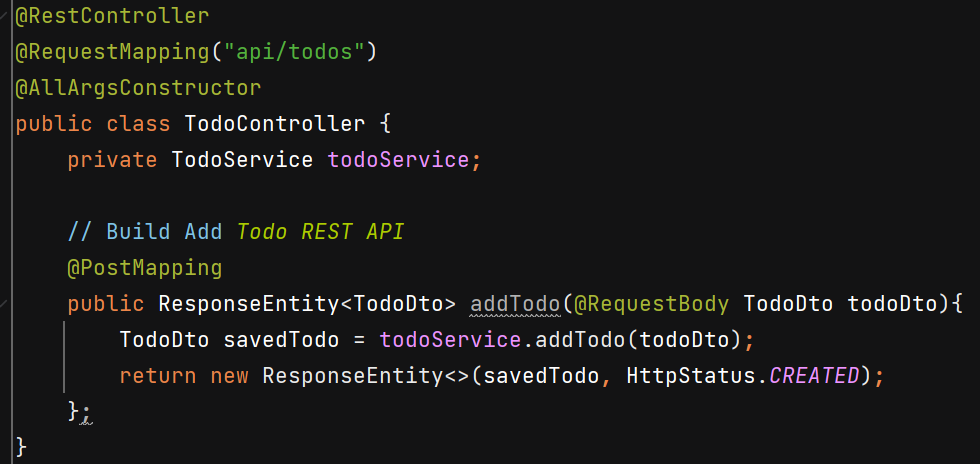 @RestController
@RequestMapping("api/todos")
@AllArgsConstructor
public class TodoController {
    private TodoService todoService;

    // Build Add Todo REST API
    @PostMapping
    public ResponseEntity<TodoDto> addTodo(@RequestBody TodoDto todoDto){
        TodoDto savedTodo = todoService.addTodo(todoDto);
        return new ResponseEntity<>(savedTodo, HttpStatus.CREATED);
    };
}